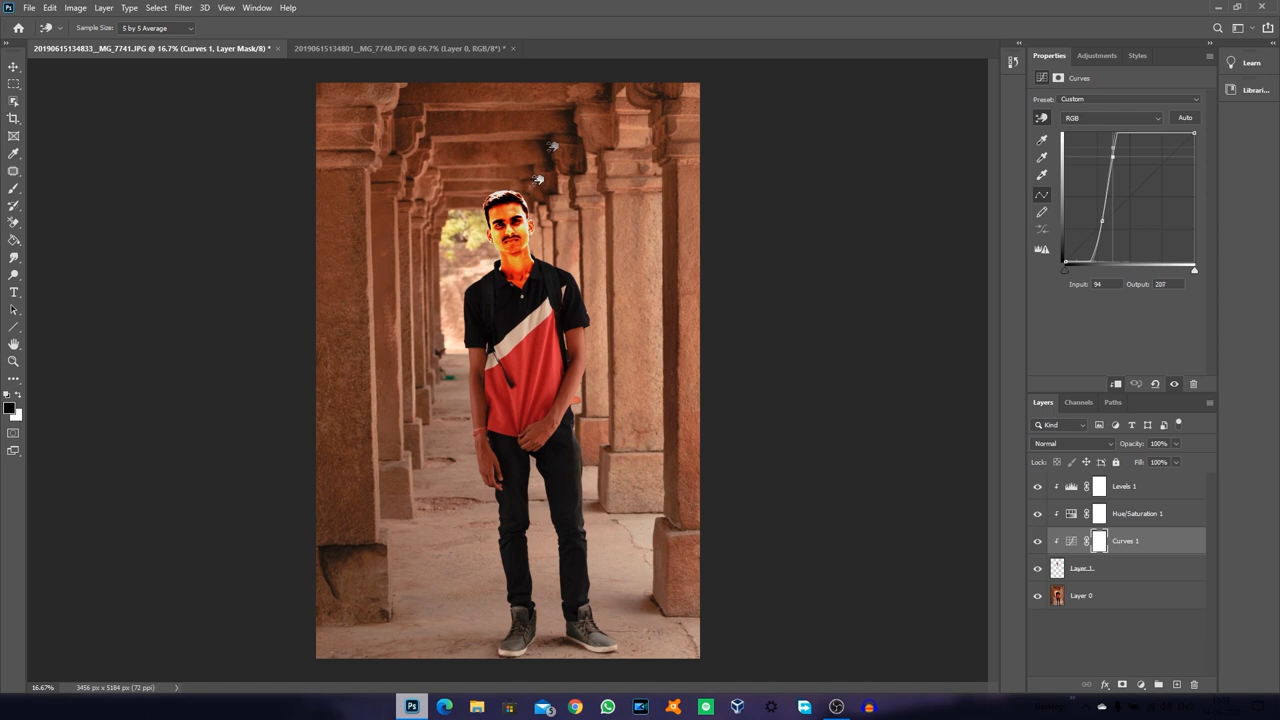 Ps File Edit Image Layer Type Select Filter 3D View Window Help
Sample Size: 5 by 5 Average
20190615134833__MG_7741.JPG @ 16.7% (Curves 1, Layer Mask/8) * × 20190615134801__MG_7740.JPG @ 66.7% (Layer 0, RGB/8*) * ×
Properties Adjustments Styles
Learn
Curves
Librari...
Preset: Custom
RGB Auto
Input: 94 Output: 207
Layers Channels Paths
Kind
Normal Opacity: 100%
Lock: Fill: 100%
Levels 1
Hue/Saturation 1
Curves 1
Layer 1
Layer 0
16.67% 3456 px x 5184 px (72 ppi)
Ps